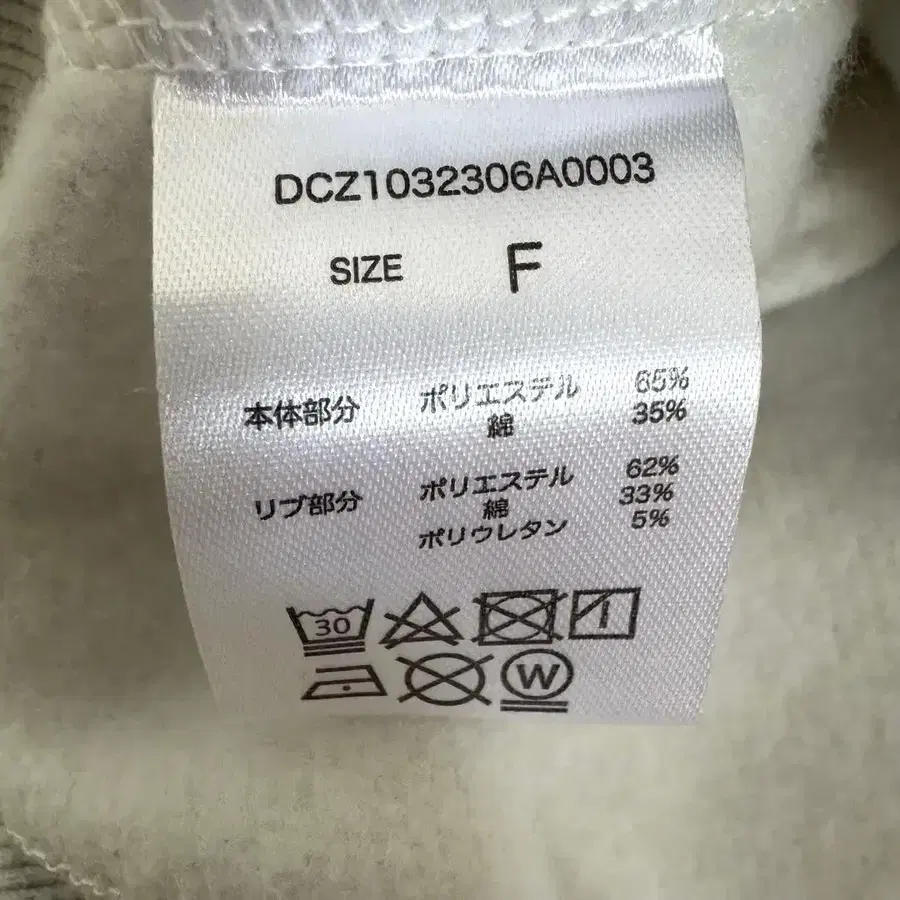 DCZ1032306A0003
SIZE F
本体部分 ポリエステル 65%
綿 35%
リブ部分 ポリエステル 62%
綿 33%
ポリウレタン 5%
30
W